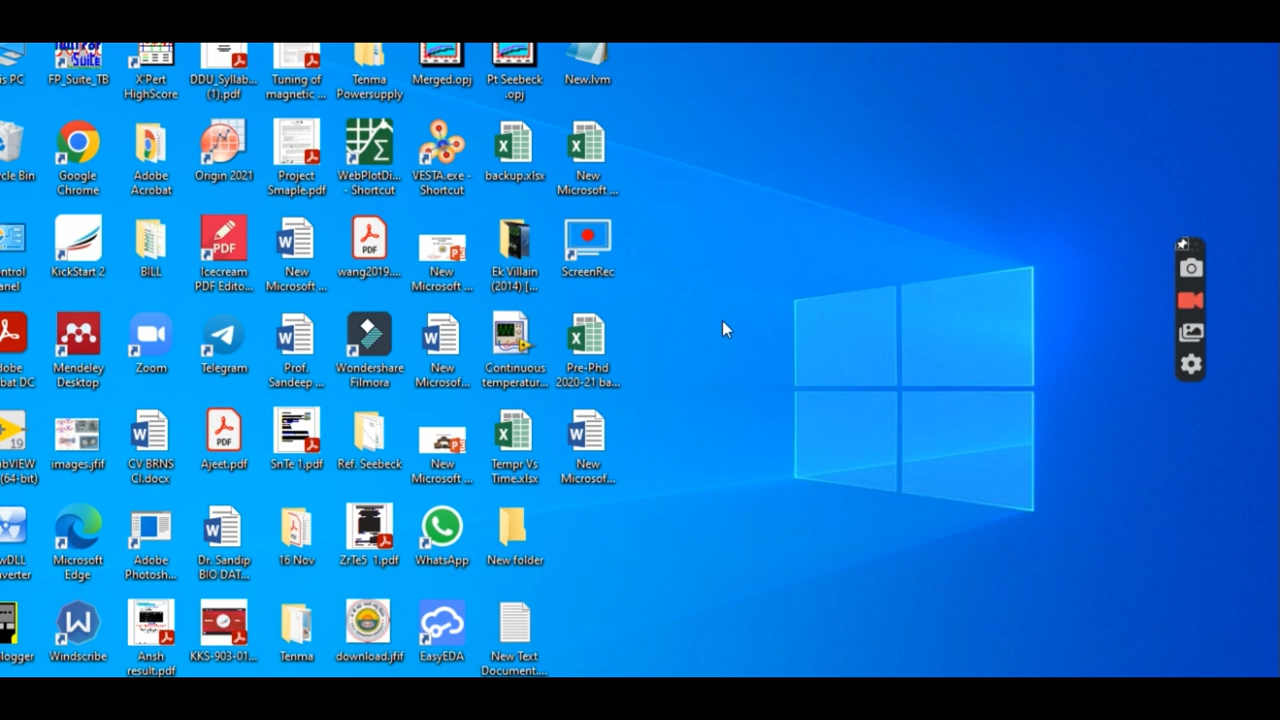 is PC
FP_Suite_TB
X'Pert
HighScore
DDU_Syllab...
(1).pdf
Tuning of
magnetic ...
Tenma
Powersupply
Merged.opj
Pt Seebeck
.opj
New.lvm
cle Bin
Google
Chrome
Adobe
Acrobat
Origin 2021
Project
Smaple.pdf
WebPlotDi...
- Shortcut
VESTA.exe -
Shortcut
backup.xlsx
New
Microsoft ...
ntrol
anel
KickStart 2
BILL
PDF
Icecream
PDF Edito...
New
Microsoft ...
PDF
wang2019....
New
Microsoft ...
Ek Villain
(2014) [...
ScreenRec
dobe
bat DC
Mendeley
Desktop
Zoom
Telegram
Prof.
Sandeep ...
Wondershare
Filmora
New
Microsof...
Continuous
temperatur...
Pre-Phd
2020-21 ba...
19
bVIEW
(64-bit)
images.jfif
CV BRNS
CI.docx
PDF
Ajeet.pdf
SnTe 1.pdf
Ref. Seebeck
New
Microsoft ...
Tempr Vs
Time.xlsx
New
Microsof...
wDLL
verter
Microsoft
Edge
Adobe
Photosh...
Dr. Sandip
BIO DAT...
16 Nov
ZrTe5 1.pdf
WhatsApp
New folder
logger
Windscribe
Ansh
result.pdf
KKS-903-01...
Tenma
download.jfif
EasyEDA
New Text
Document....